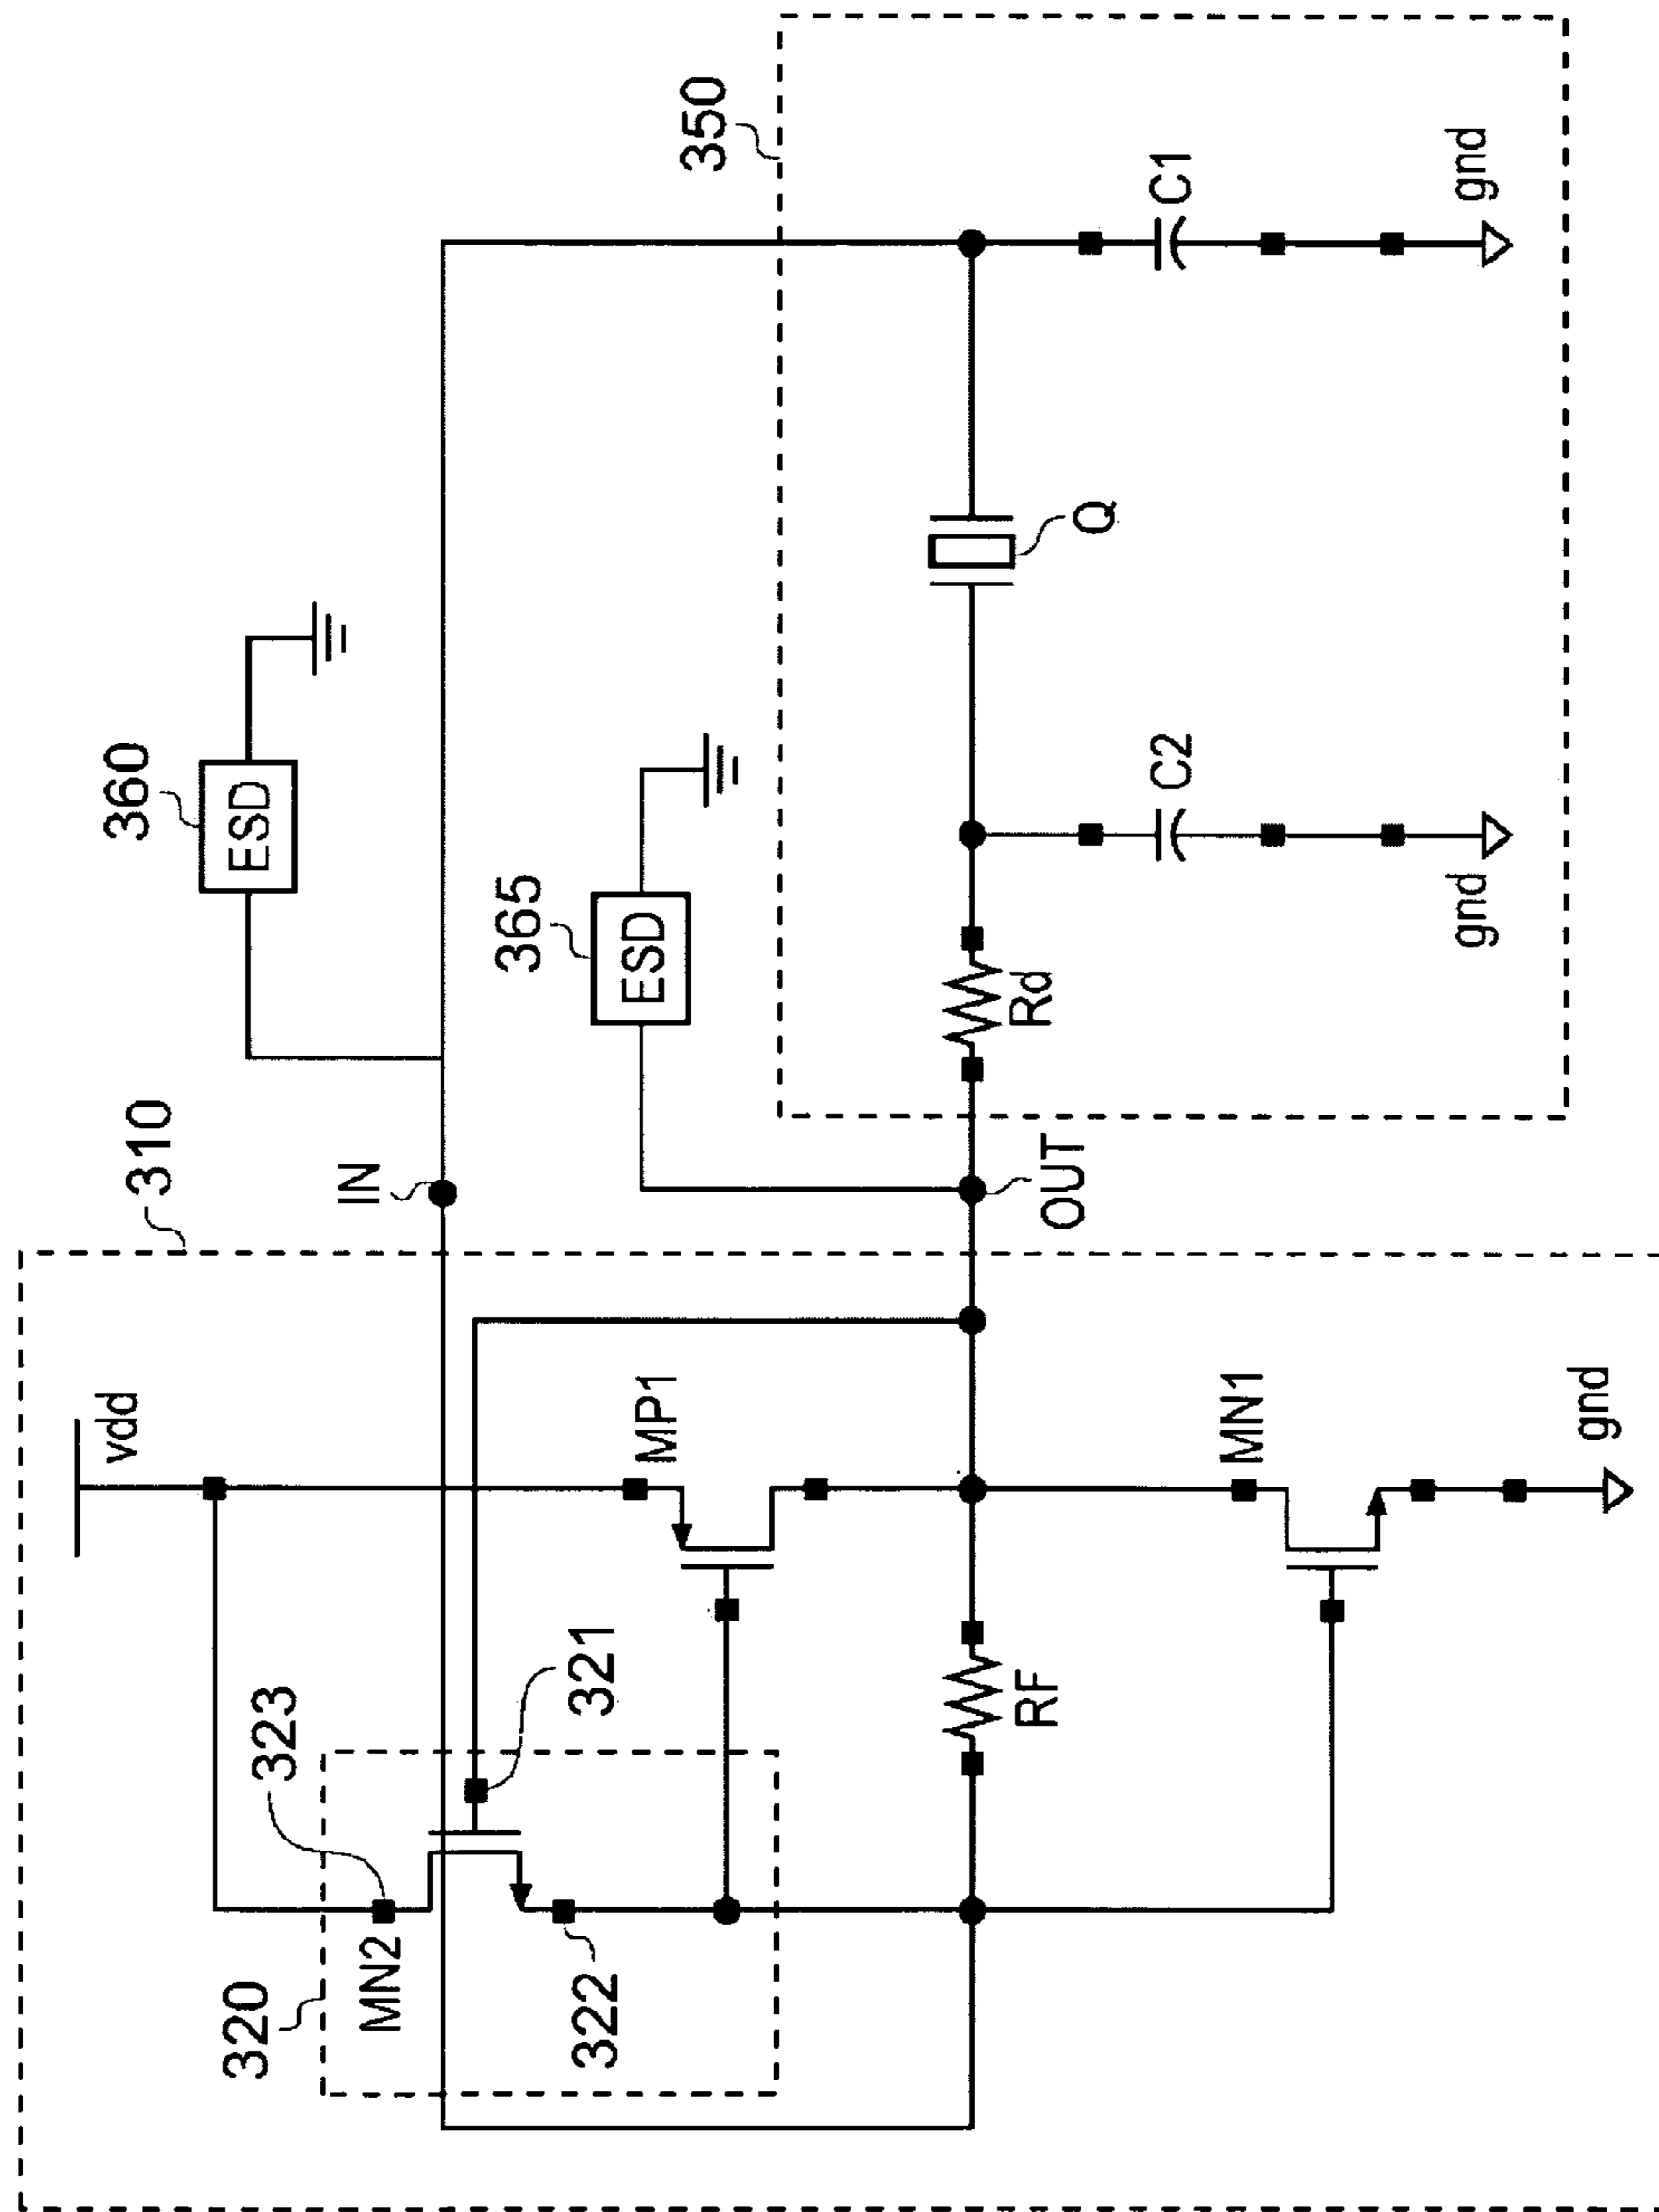 310
360
ESD
IN
365
ESD
350
vdd
323
320
MN2
321
322
MP1
RF
MN1
gnd
OUT
Rd
C2
gnd
Q
C1
gnd